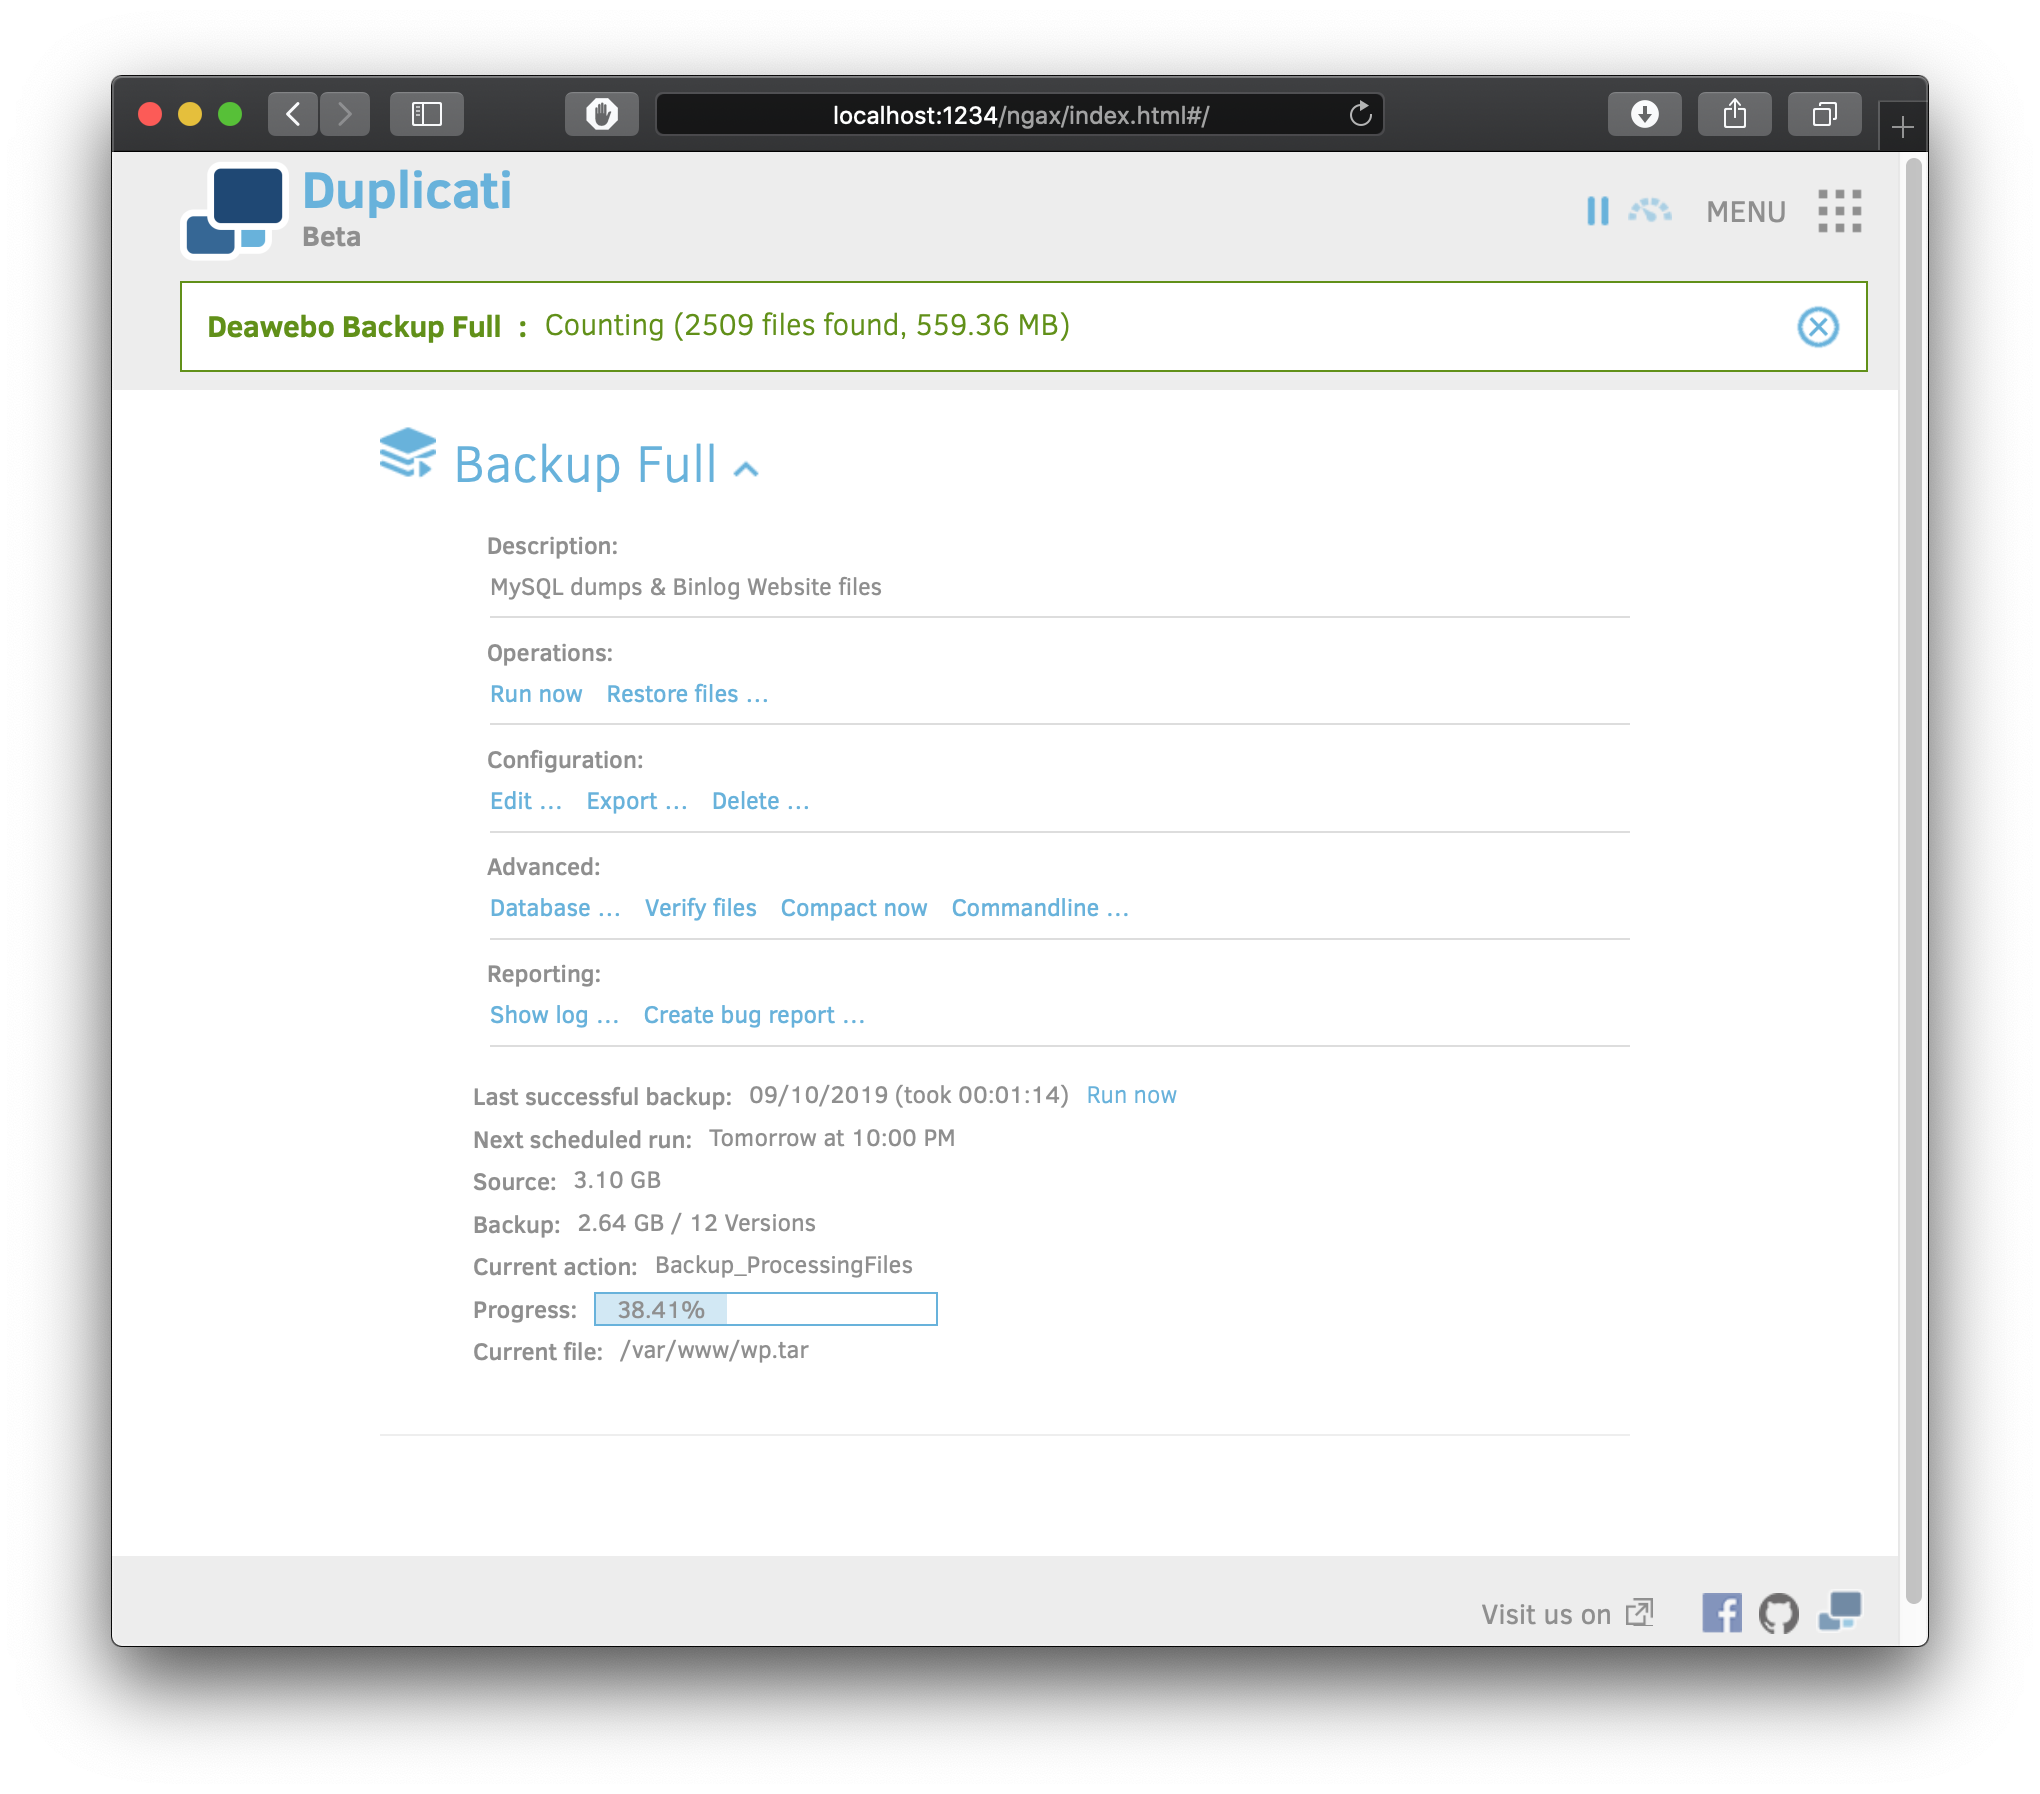 localhost:1234/ngax/index.html#/
Duplicati
Beta
MENU
Deawebo Backup Full : Counting (2509 files found, 559.36 MB)
Backup Full
Description:
MySQL dumps & Binlog Website files
Operations:
Run now Restore files ...
Configuration:
Edit ... Export ... Delete ...
Advanced:
Database ... Verify files Compact now Commandline ...
Reporting:
Show log ... Create bug report ...
Last successful backup: 09/10/2019 (took 00:01:14) Run now
Next scheduled run: Tomorrow at 10:00 PM
Source: 3.10 GB
Backup: 2.64 GB / 12 Versions
Current action: Backup_ProcessingFiles
Progress: 38.41%
Current file: /var/www/wp.tar
Visit us on